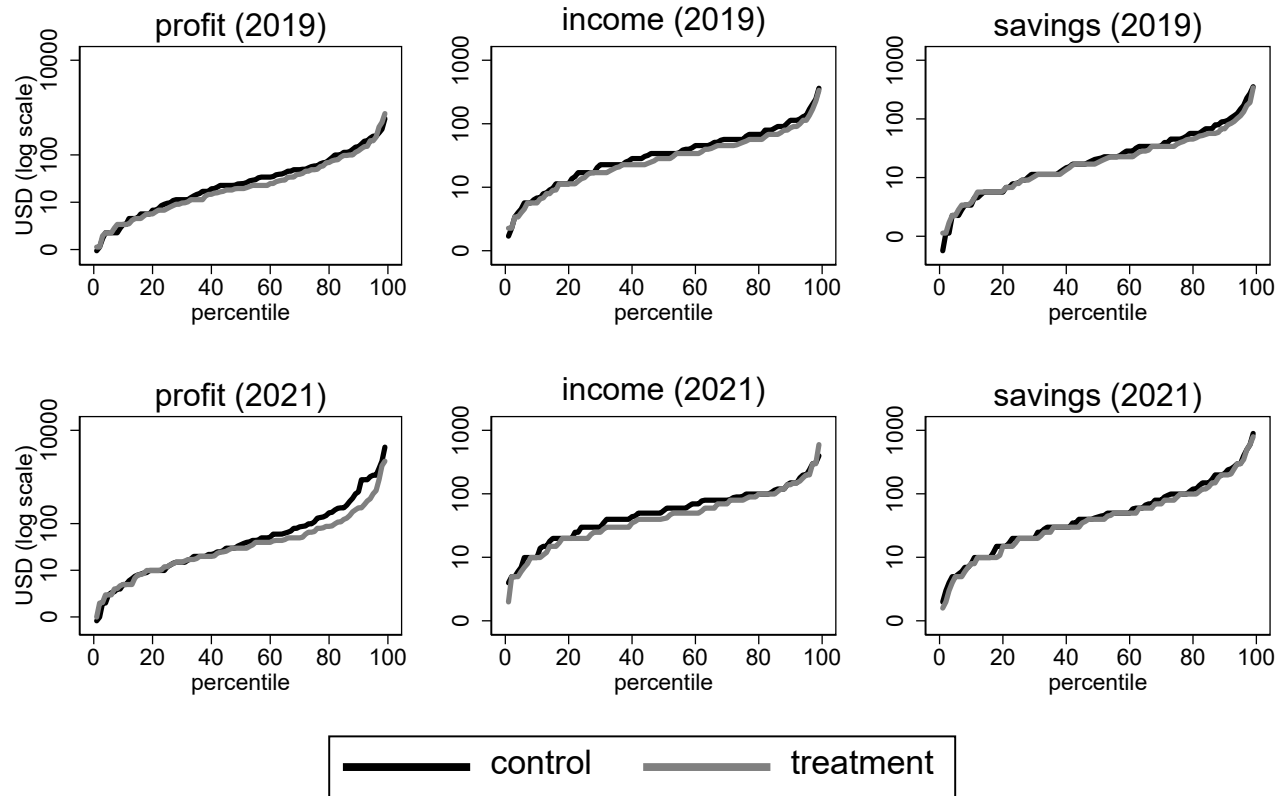 profit (2019)
USD (log scale)
10000
100
10
0
0 20 40 60 80 100
percentile
income (2019)
1000
100
10
0
0 20 40 60 80 100
percentile
savings (2019)
1000
100
10
0
0 20 40 60 80 100
percentile
profit (2021)
USD (log scale)
10000
100
10
0
0 20 40 60 80 100
percentile
income (2021)
1000
100
10
0
0 20 40 60 80 100
percentile
savings (2021)
1000
100
10
0
0 20 40 60 80 100
percentile
control treatment